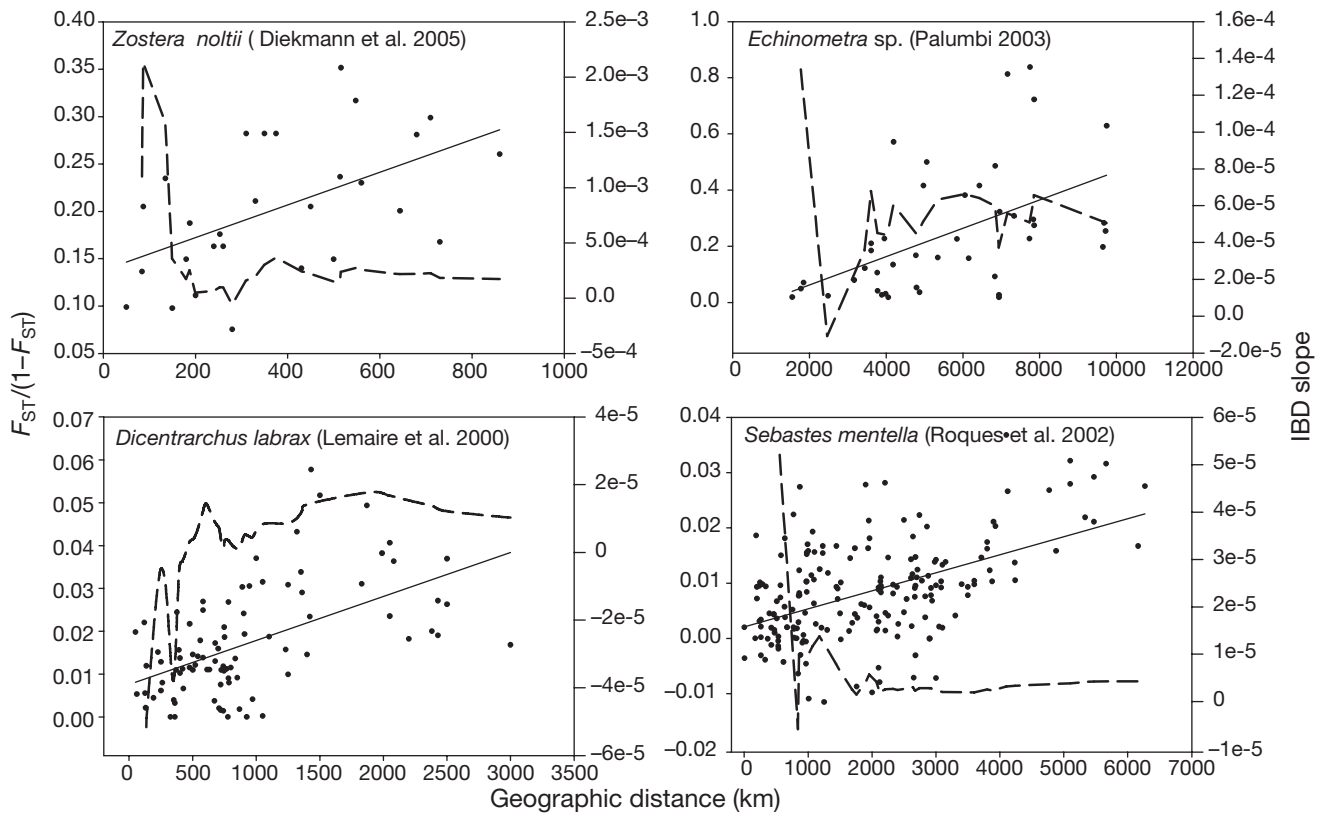 Zostera noltii ( Diekmann et al. 2005)
0.40
0.35
0.30
0.25
0.20
0.15
0.10
0.05
2.5e–3
2.0e–3
1.5e–3
1.0e–3
5.0e–4
0.0
–5e–4
0 200 400 600 800 1000
Echinometra sp. (Palumbi 2003)
1.0
0.8
0.6
0.4
0.2
0.0
1.6e-4
1.4e-4
1.2e-4
1.0e-4
8.0e-5
6.0e-5
4.0e-5
2.0e-5
0.0
–2.0e-5
0 2000 4000 6000 8000 10000 12000
FST/(1–FST)
IBD slope
Dicentrarchus labrax (Lemaire et al. 2000)
0.07
0.06
0.05
0.04
0.03
0.02
0.01
0.00
4e-5
2e-5
0
–2e-5
–4e-5
–6e-5
0 500 1000 1500 2000 2500 3000 3500
Sebastes mentella (Roques•et al. 2002)
0.04
0.03
0.02
0.01
0.00
–0.01
–0.02
6e-5
5e-5
4e-5
3e-5
2e-5
1e-5
0
–1e-5
0 1000 2000 3000 4000 5000 6000 7000
Geographic distance (km)